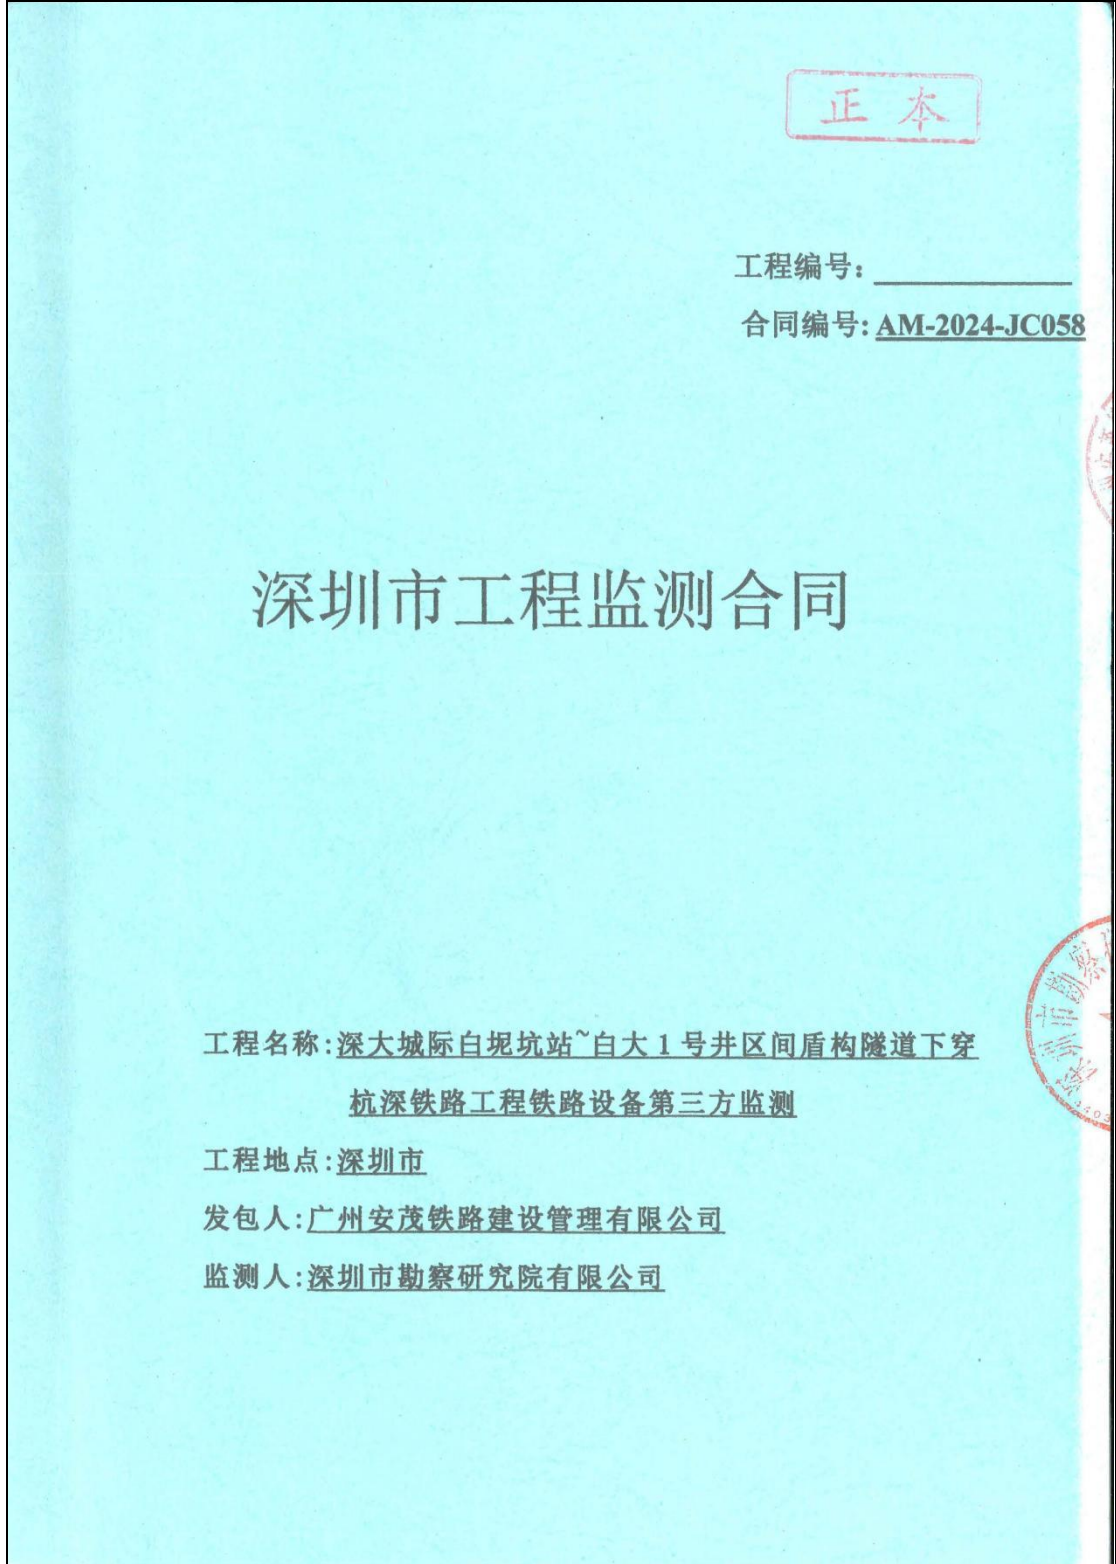 正本
工程编号:
合同编号: AM-2024-JC058
深圳市工程监测合同
工程名称:深大城际白坭坑站~白大1号井区间盾构隧道下穿
杭深铁路工程铁路设备第三方监测
工程地点:深圳市
发包人:广州安茂铁路建设管理有限公司
监测人:深圳市勘察研究院有限公司
深圳市勘察